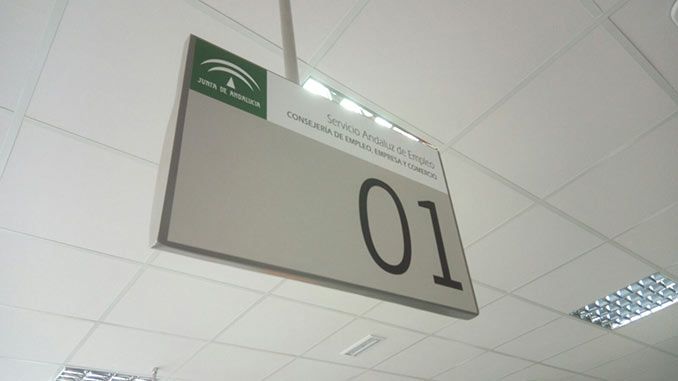 JUNTA DE ANDALUCIA
Servicio Andaluz de Empleo
CONSEJERÍA DE EMPLEO, EMPRESA Y COMERCIO
01